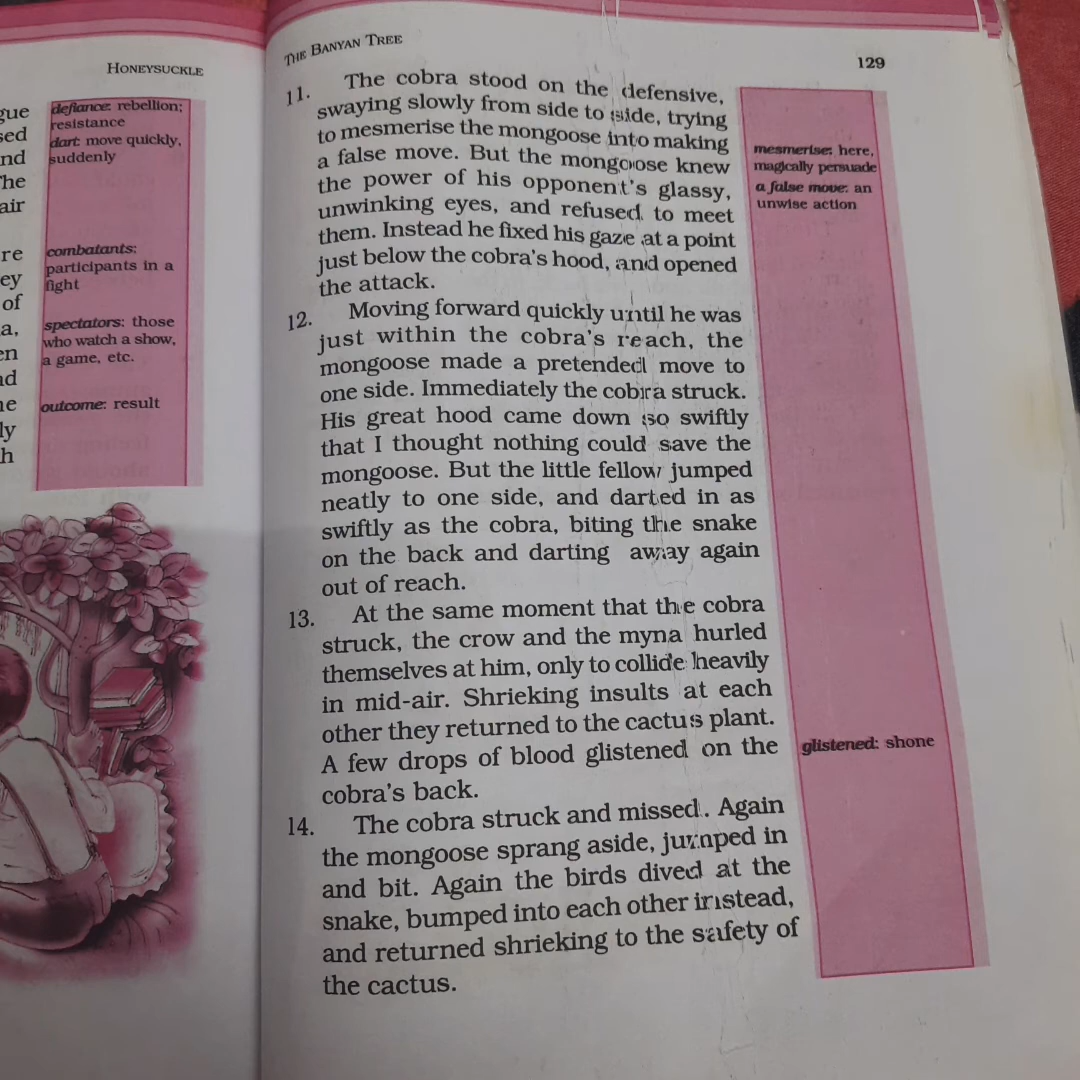 HONEYSUCKLE
gue
sed
nd
The
air
re
ey
of
a,
en
nd
ne
ly
h
defiance: rebellion;
resistance
dart: move quickly,
suddenly
combatants:
participants in a
fight
spectators: those
who watch a show,
a game, etc.
outcome: result
THE BANYAN TREE
129
11. The cobra stood on the defensive,
swaying slowly from side to side, trying
to mesmerise the mongoose into making
a false move. But the mongoose knew
the power of his opponent's glassy,
unwinking eyes, and refused to meet
them. Instead he fixed his gaze at a point
just below the cobra's hood, and opened
the attack.
12. Moving forward quickly until he was
just within the cobra's reach, the
mongoose made a pretended move to
one side. Immediately the cobra struck.
His great hood came down so swiftly
that I thought nothing could save the
mongoose. But the little fellow jumped
neatly to one side, and darted in as
swiftly as the cobra, biting the snake
on the back and darting away again
out of reach.
13. At the same moment that the cobra
struck, the crow and the myna hurled
themselves at him, only to collide heavily
in mid-air. Shrieking insults at each
other they returned to the cactus plant.
A few drops of blood glistened on the
cobra's back.
14. The cobra struck and missed. Again
the mongoose sprang aside, jumped in
and bit. Again the birds dived at the
snake, bumped into each other instead,
and returned shrieking to the safety of
the cactus.
mesmerise: here,
magically persuade
a false move: an
unwise action
glistened: shone